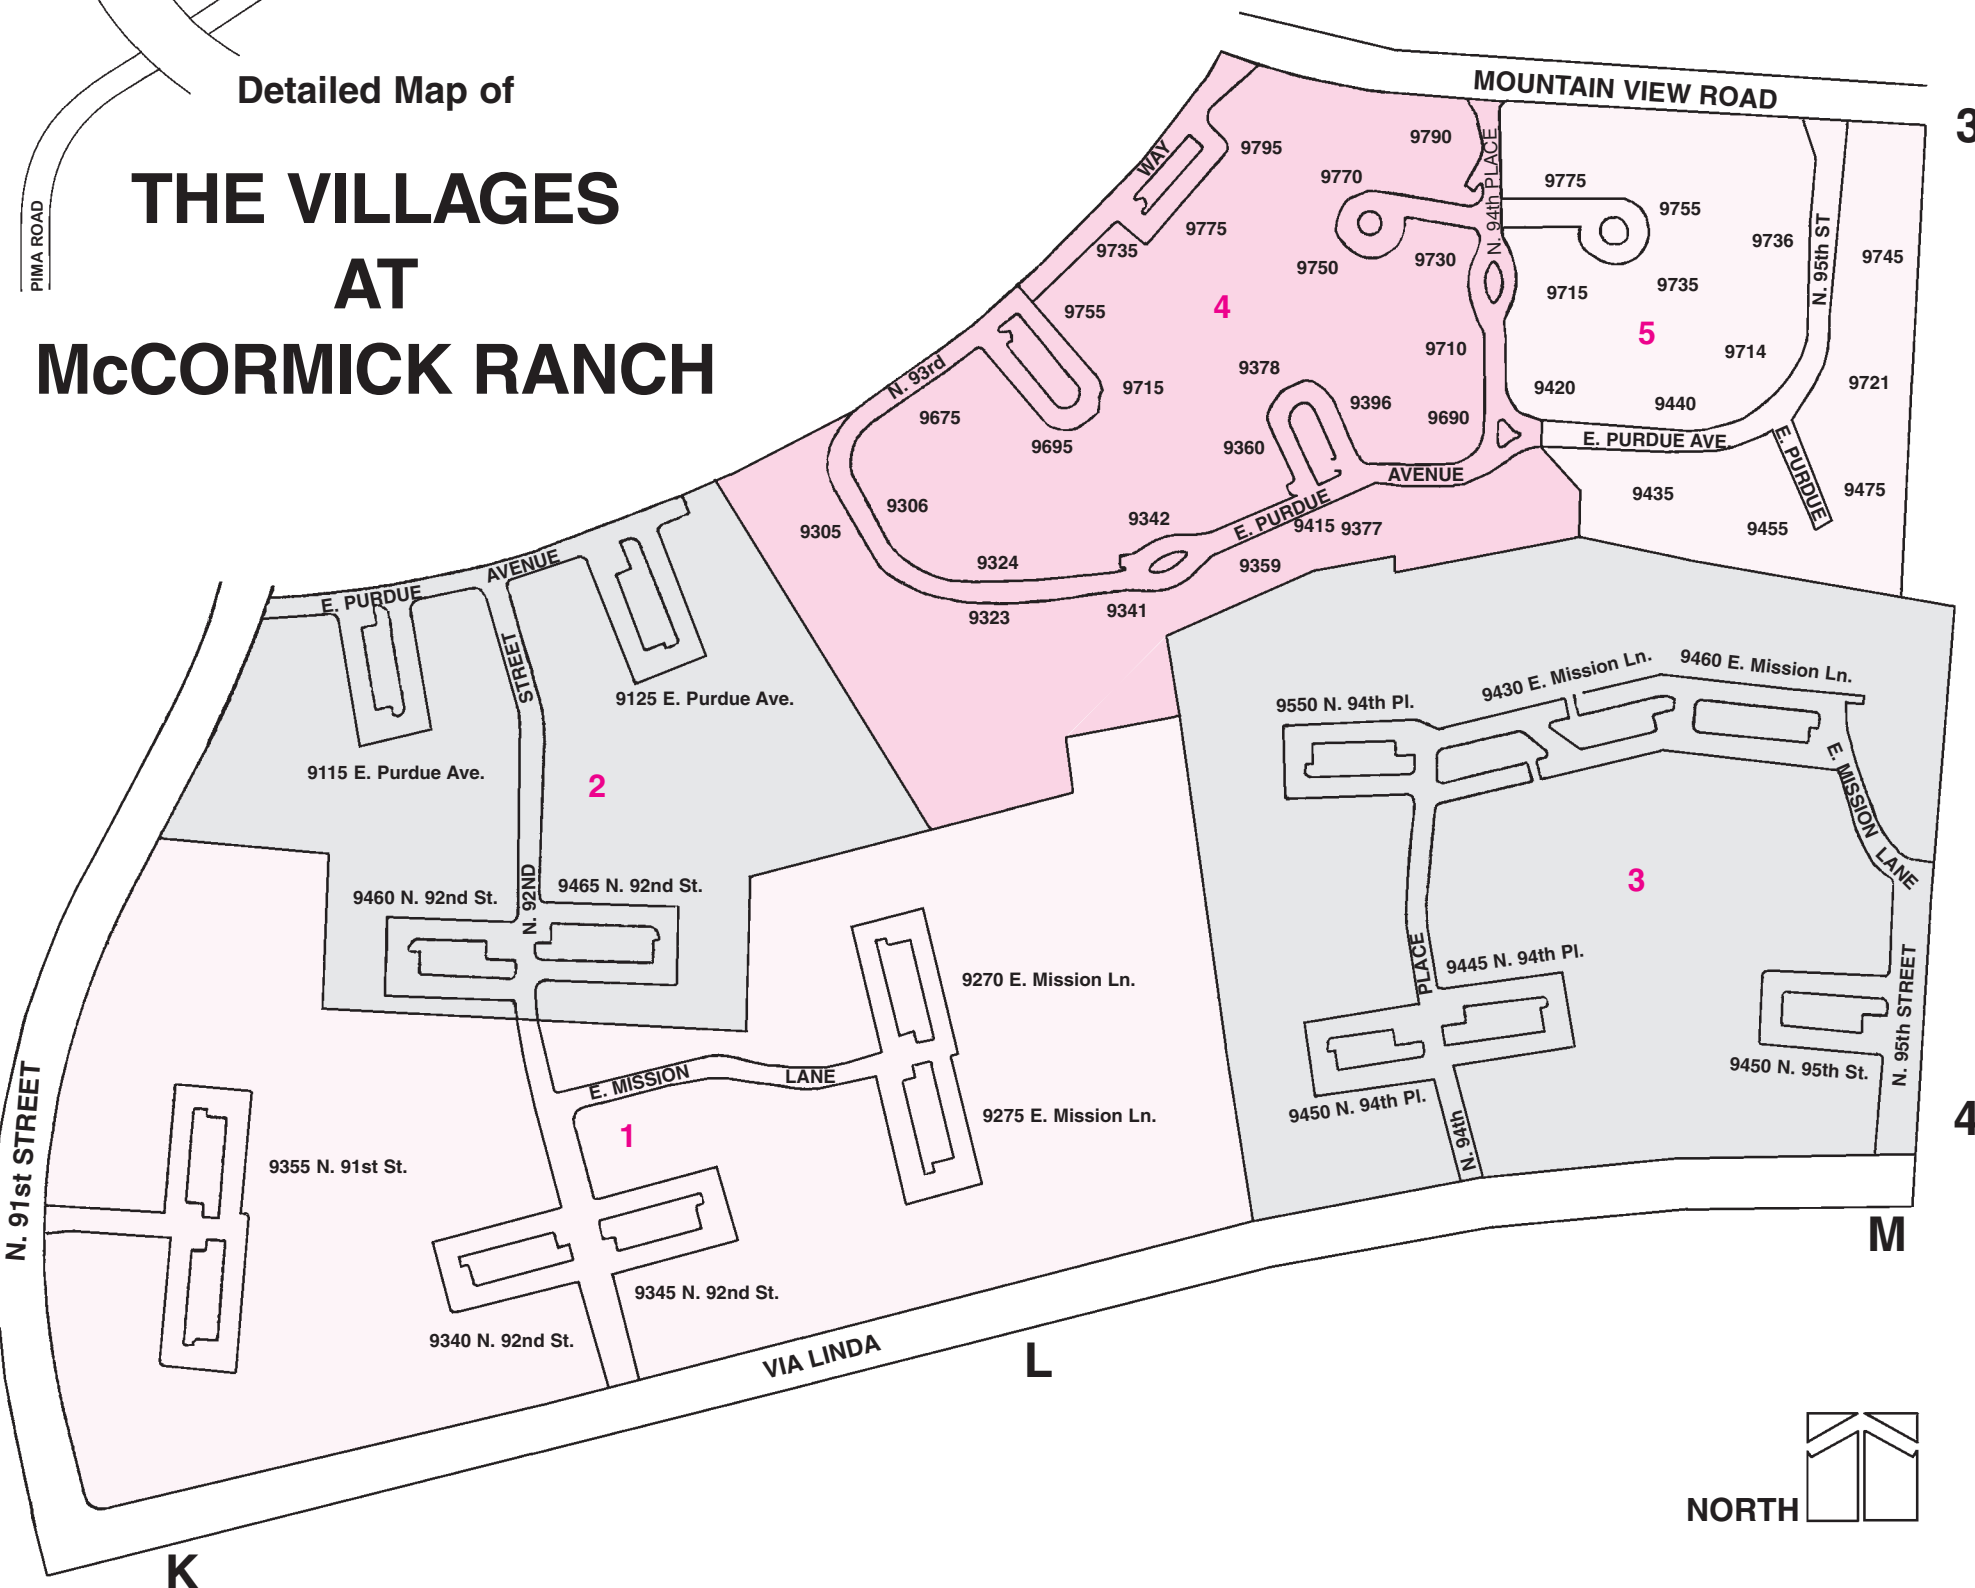 Detailed Map of
THE VILLAGES
AT
McCORMICK RANCH
PIMA ROAD
MOUNTAIN VIEW ROAD
3
WAY
9795
9790
9770
N. 94th PLACE
9775
9755
9736
N. 95th ST
9745
9735
9775
9750
9730
9715
9735
4
5
9755
9710
9714
N. 93rd
9378
9715
9396
9690
9420
9440
9721
9675
9695
9360
AVENUE
E. PURDUE AVE.
E. PURDUE
9306
9305
9342
E. PURDUE
9415
9377
9435
9475
9455
9324
9359
9323
9341
E. PURDUE
AVENUE
STREET
9125 E. Purdue Ave.
9115 E. Purdue Ave.
2
9460 N. 92nd St.
N. 92ND
9465 N. 92nd St.
9550 N. 94th Pl.
9430 E. Mission Ln.
9460 E. Mission Ln.
E. MISSION
LANE
3
PLACE
9445 N. 94th Pl.
9450 N. 94th Pl.
N. 94th
9450 N. 95th St.
N. 95th STREET
4
9270 E. Mission Ln.
E. MISSION
LANE
9275 E. Mission Ln.
1
N. 91st STREET
9355 N. 91st St.
9345 N. 92nd St.
9340 N. 92nd St.
VIA LINDA
M
L
K
NORTH